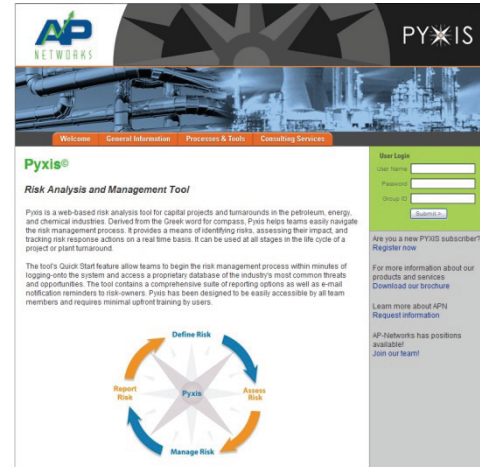 AP
NETWORKS
PYXIS
Welcome General Information Processes & Tools Consulting Services
Pyxis©
Risk Analysis and Management Tool
Pyxis is a web-based risk analysis tool for capital projects and turnarounds in the petroleum, energy,
and chemical industries. Derived from the Greek word for compass, Pyxis helps teams easily navigate
the risk management process. It provides a means of identifying risks, assessing their impact, and
tracking risk response actions on a real time basis. It can be used at all stages in the life cycle of a
project or plant turnaround.
The tool's Quick Start feature allow teams to begin the risk management process within minutes of
logging-onto the system and access a proprietary database of the industry's most common threats
and opportunities. The tool contains a comprehensive suite of reporting options as well as e-mail
notification reminders to risk-owners. Pyxis has been designed to be easily accessible by all team
members and requires minimal upfront training by users.
Define Risk
Assess
Risk
Manage Risk
Report
Risk
Pyxis
User Login
User Name
Password
Group ID
Submit >
Are you a new PYXIS subscriber?
Register now
For more information about our
products and services
Download our brochure
Learn more about APN
Request information
AP-Networks has positions
available!
Join our team!